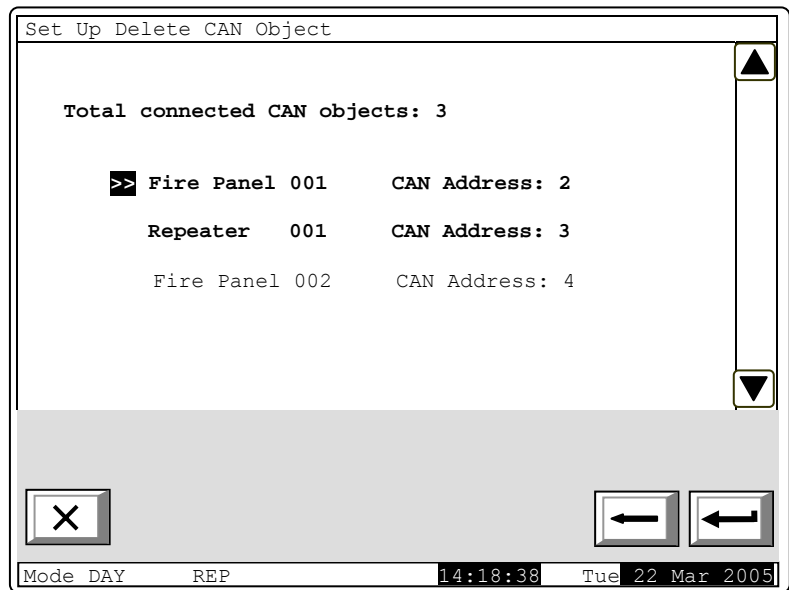 Set Up Delete CAN Object
Total connected CAN objects: 3
>> Fire Panel 001 CAN Address: 2
Repeater 001 CAN Address: 3
Fire Panel 002 CAN Address: 4
Mode DAY REP 14:18:38 Tue 22 Mar 2005